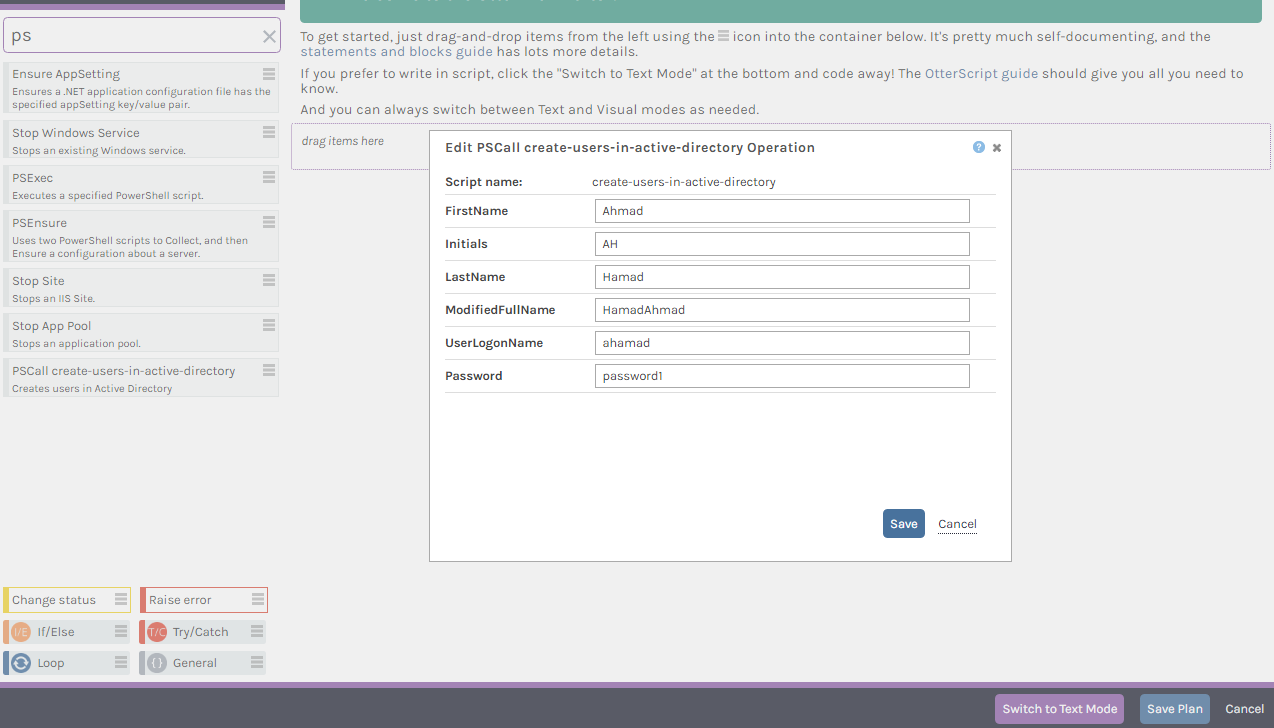 ps
Ensure AppSetting
Ensures a .NET application configuration file has the
specified appSetting key/value pair.
Stop Windows Service
Stops an existing Windows service.
PSExec
Executes a specified PowerShell script.
PSEnsure
Uses two PowerShell scripts to Collect, and then
Ensure a configuration about a server.
Stop Site
Stops an IIS Site.
Stop App Pool
Stops an application pool.
PSCall create-users-in-active-directory
Creates users in Active Directory
Change status
Raise error
I/E If/Else
T/C Try/Catch
Loop
{ } General
To get started, just drag-and-drop items from the left using the icon into the container below. It's pretty much self-documenting, and the
statements and blocks guide has lots more details.
If you prefer to write in script, click the "Switch to Text Mode" at the bottom and code away! The OtterScript guide should give you all you need to
know.
And you can always switch between Text and Visual modes as needed.
drag items here
Edit PSCall create-users-in-active-directory Operation
?
Script name: create-users-in-active-directory
FirstName Ahmad
Initials AH
LastName Hamad
ModifiedFullName HamadAhmad
UserLogonName ahamad
Password password1
Save Cancel
Switch to Text Mode Save Plan Cancel